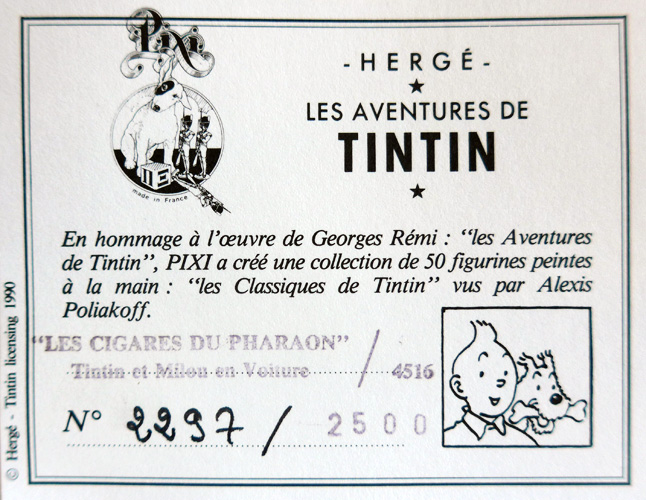 Pixi
made in France
- HERGÉ -
LES AVENTURES DE
TINTIN
En hommage à l'œuvre de Georges Rémi : "les Aventures
de Tintin", PIXI a créé une collection de 50 figurines peintes
à la main : "les Classiques de Tintin" vus par Alexis
Poliakoff.
"LES CIGARES DU PHARAON" /
Tintin et Milou en Voiture 4516
N° 2297 / 2500
© Hergé - Tintin licensing 1990